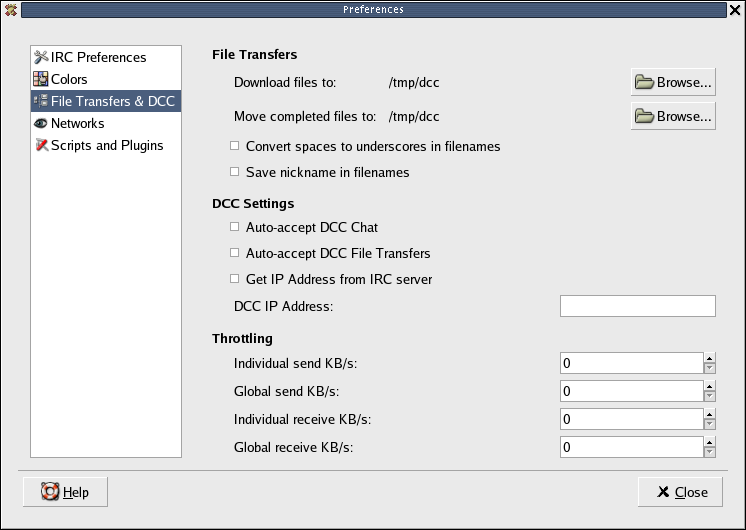 Preferences
IRC Preferences
Colors
File Transfers & DCC
Networks
Scripts and Plugins
File Transfers
Download files to: /tmp/dcc Browse...
Move completed files to: /tmp/dcc Browse...
Convert spaces to underscores in filenames
Save nickname in filenames
DCC Settings
Auto-accept DCC Chat
Auto-accept DCC File Transfers
Get IP Address from IRC server
DCC IP Address:
Throttling
Individual send KB/s: 0
Global send KB/s: 0
Individual receive KB/s: 0
Global receive KB/s: 0
Help
Close